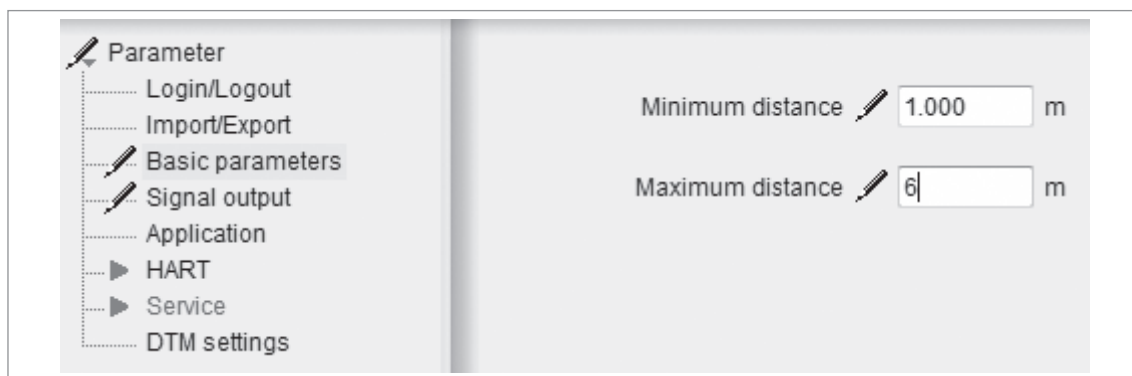 Parameter
Login/Logout
Import/Export
Basic parameters
Signal output
Application
HART
Service
DTM settings
Minimum distance 1.000 m
Maximum distance 6 m